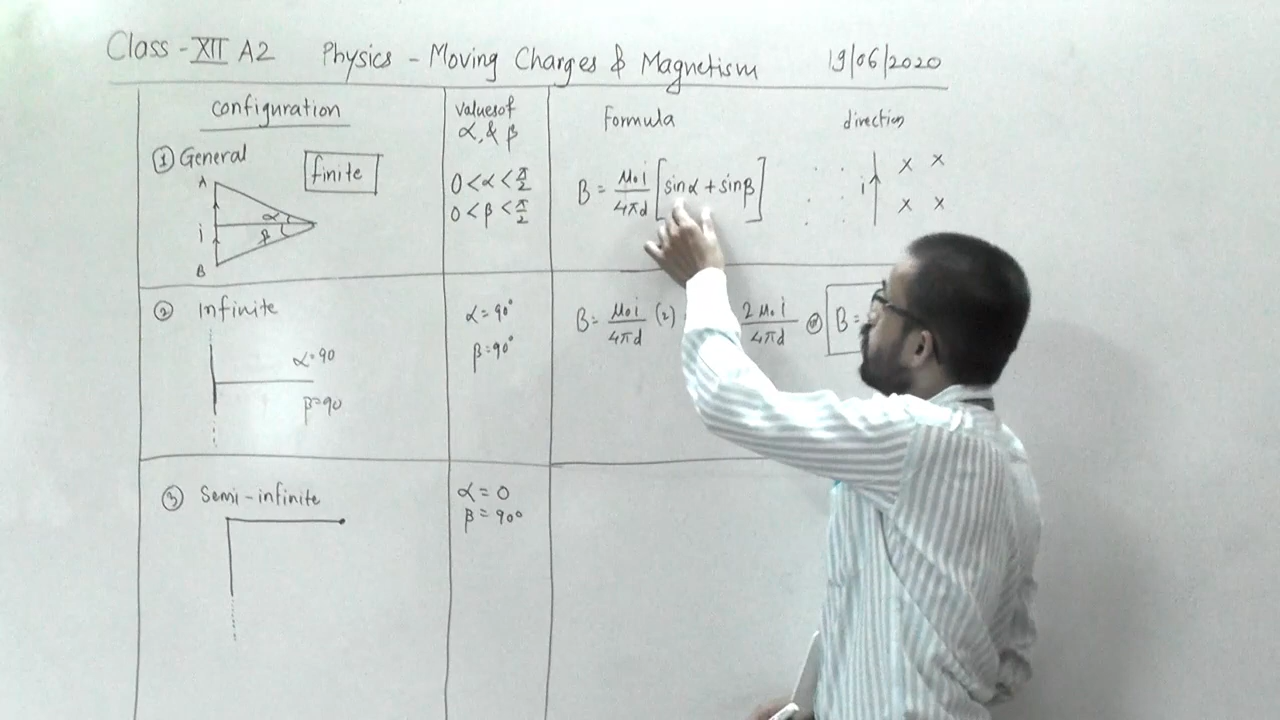 Class - XII A2 Physics - Moving Charges & Magnetism 19/06/2020
Configuration
values of
α, & β
Formula
direction
① General
finite
A
i
B
α
β
0 < α < π/2
0 < β < π/2
B = μ₀i/4πd [sinα + sinβ]
i
× ×
× ×
② Infinite
α=90
β=90
α=90°
β=90°
B= μ₀i/4πd (2)
2μ₀i/4πd
B=
③ Semi-infinite
α = 0
β = 90°